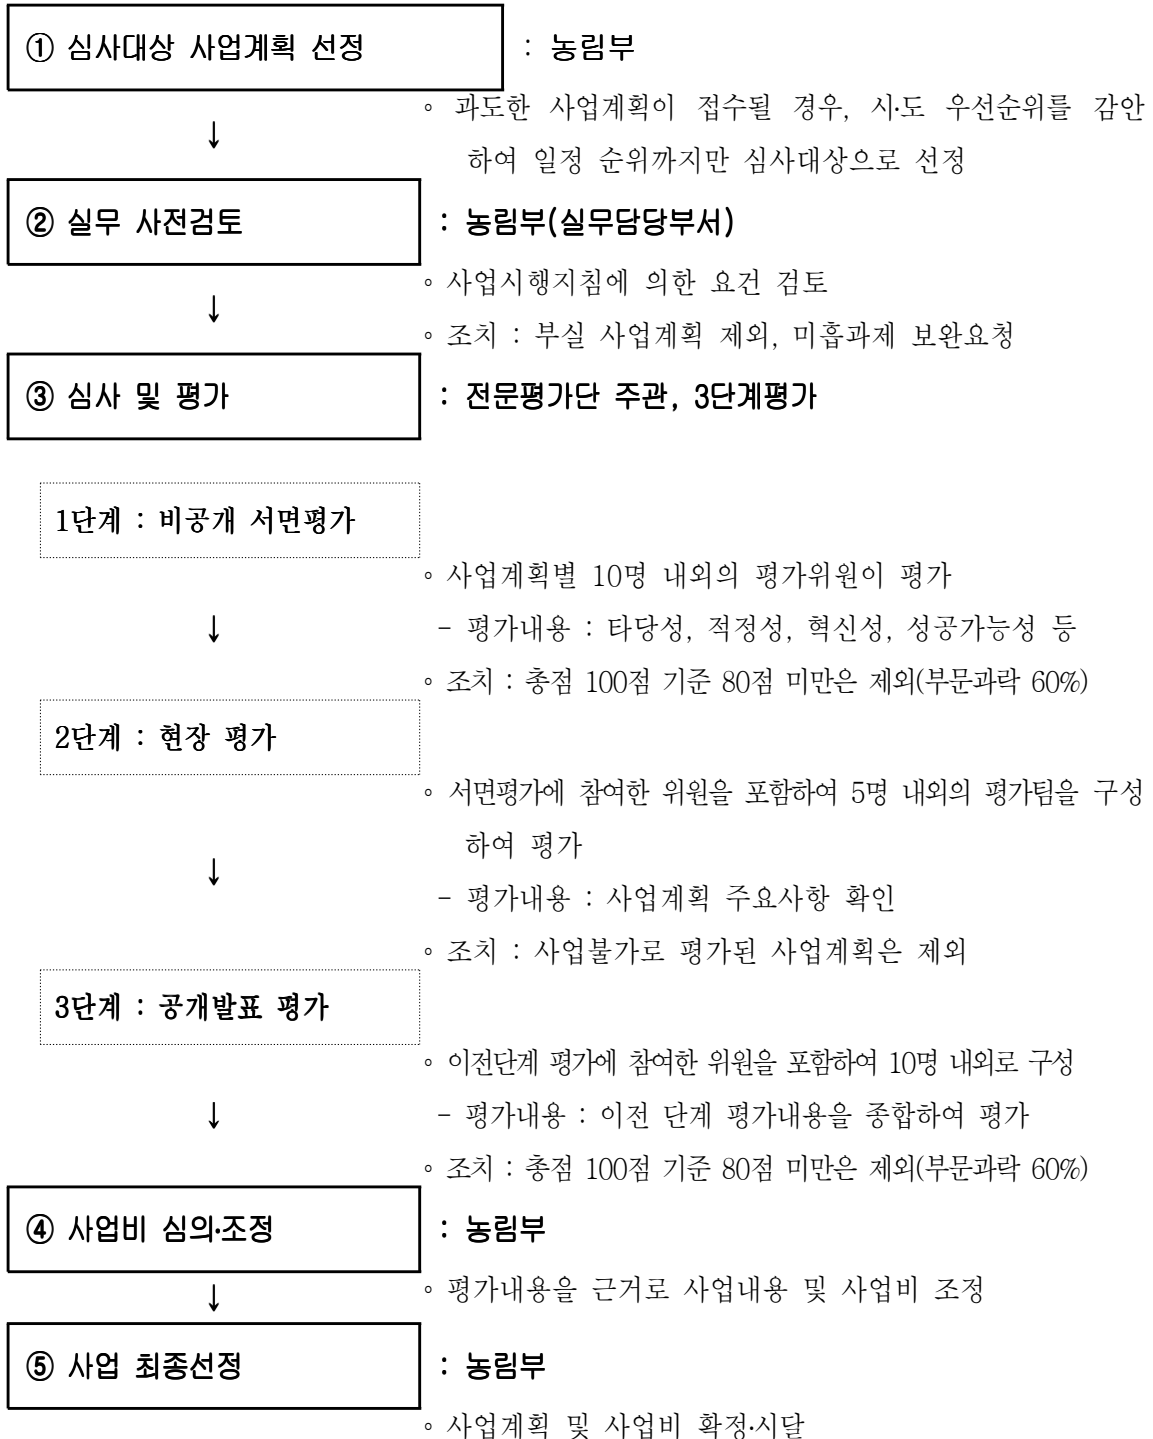 ① 심사대상 사업계획 선정 : 농림부
◦ 과도한 사업계획이 접수될 경우, 시·도 우선순위를 감안
하여 일정 순위까지만 심사대상으로 선정
↓
② 실무 사전검토 : 농림부(실무담당부서)
◦ 사업시행지침에 의한 요건 검토
↓
◦ 조치 : 부실 사업계획 제외, 미흡과제 보완요청
③ 심사 및 평가 : 전문평가단 주관, 3단계평가
1단계 : 비공개 서면평가
◦ 사업계획별 10명 내외의 평가위원이 평가
↓
- 평가내용 : 타당성, 적정성, 혁신성, 성공가능성 등
◦ 조치 : 총점 100점 기준 80점 미만은 제외(부문과락 60%)
2단계 : 현장 평가
◦ 서면평가에 참여한 위원을 포함하여 5명 내외의 평가팀을 구성
하여 평가
↓
- 평가내용 : 사업계획 주요사항 확인
◦ 조치 : 사업불가로 평가된 사업계획은 제외
3단계 : 공개발표 평가
◦ 이전단계 평가에 참여한 위원을 포함하여 10명 내외로 구성
↓
- 평가내용 : 이전 단계 평가내용을 종합하여 평가
◦ 조치 : 총점 100점 기준 80점 미만은 제외(부문과락 60%)
④ 사업비 심의·조정 : 농림부
↓
◦ 평가내용을 근거로 사업내용 및 사업비 조정
⑤ 사업 최종선정 : 농림부
◦ 사업계획 및 사업비 확정·시달